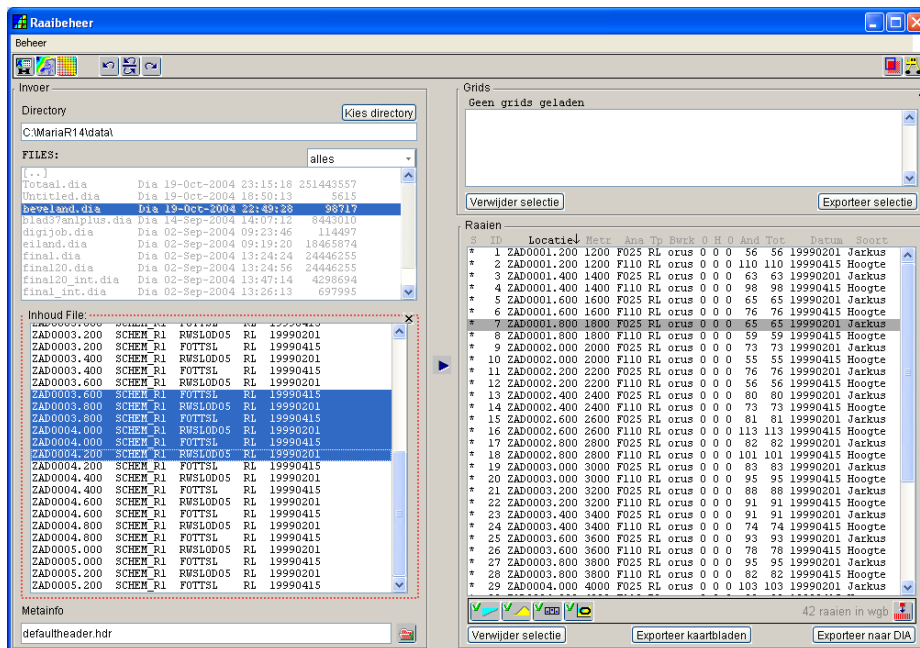 Raaibeheer
Beheer
Invoer
Directory
Kies directory
C:\MariaR14\data\
FILES:
alles
[..]
Totaal.dia Dia 19-Oct-2004 23:15:18 251443557
Untitled.dia Dia 19-Oct-2004 18:50:13 5615
beveland.dia Dia 19-Oct-2004 22:49:28 98717
blad37an1plus.dia Dia 14-Sep-2004 14:07:12 8443010
digijob.dia Dia 02-Sep-2004 09:23:46 114497
eiland.dia Dia 02-Sep-2004 09:19:20 18465874
final.dia Dia 02-Sep-2004 13:24:24 24446255
final20.dia Dia 02-Sep-2004 13:24:56 24446255
final20_int.dia Dia 02-Sep-2004 13:47:14 4298694
final_int.dia Dia 02-Sep-2004 13:26:13 697995
Inhoud File:
ZAD0003.200 SCHEM_R1 RWSLOD05 RL 19990201
ZAD0003.200 SCHEM_R1 FOTTSL RL 19990415
ZAD0003.400 SCHEM_R1 RWSLOD05 RL 19990201
ZAD0003.400 SCHEM_R1 FOTTSL RL 19990415
ZAD0003.600 SCHEM_R1 RWSLOD05 RL 19990201
ZAD0003.600 SCHEM_R1 FOTTSL RL 19990415
ZAD0003.800 SCHEM_R1 RWSLOD05 RL 19990201
ZAD0003.800 SCHEM_R1 FOTTSL RL 19990415
ZAD0004.000 SCHEM_R1 RWSLOD05 RL 19990201
ZAD0004.000 SCHEM_R1 FOTTSL RL 19990415
ZAD0004.200 SCHEM_R1 RWSLOD05 RL 19990201
ZAD0004.200 SCHEM_R1 FOTTSL RL 19990415
ZAD0004.400 SCHEM_R1 RWSLOD05 RL 19990201
ZAD0004.400 SCHEM_R1 FOTTSL RL 19990415
ZAD0004.600 SCHEM_R1 RWSLOD05 RL 19990201
ZAD0004.600 SCHEM_R1 FOTTSL RL 19990415
ZAD0004.800 SCHEM_R1 RWSLOD05 RL 19990201
ZAD0004.800 SCHEM_R1 FOTTSL RL 19990415
ZAD0005.000 SCHEM_R1 RWSLOD05 RL 19990201
ZAD0005.000 SCHEM_R1 FOTTSL RL 19990415
ZAD0005.200 SCHEM_R1 RWSLOD05 RL 19990201
ZAD0005.200 SCHEM_R1 FOTTSL RL 19990415
Metainfo
defaultheader.hdr
Grids
Geen grids geladen
Verwijder selectie
Exporteer selectie
Raaien
S ID Locatie↓ Metr Ana Tp Bwrk O H O And Tot Datum Soort
* 1 ZAD0001.200 1200 F025 RL orus 0 0 0 56 56 19990201 Jarkus
* 2 ZAD0001.200 1200 F110 RL orus 0 0 0 110 110 19990415 Hoogte
* 3 ZAD0001.400 1400 F025 RL orus 0 0 0 63 63 19990201 Jarkus
* 4 ZAD0001.400 1400 F110 RL orus 0 0 0 98 98 19990415 Hoogte
* 5 ZAD0001.600 1600 F025 RL orus 0 0 0 65 65 19990201 Jarkus
* 6 ZAD0001.600 1600 F110 RL orus 0 0 0 76 76 19990415 Hoogte
* 7 ZAD0001.800 1800 F025 RL orus 0 0 0 65 65 19990201 Jarkus
* 8 ZAD0001.800 1800 F110 RL orus 0 0 0 59 59 19990415 Hoogte
* 9 ZAD0002.000 2000 F025 RL orus 0 0 0 73 73 19990201 Jarkus
* 10 ZAD0002.000 2000 F110 RL orus 0 0 0 55 55 19990415 Hoogte
* 11 ZAD0002.200 2200 F025 RL orus 0 0 0 76 76 19990201 Jarkus
* 12 ZAD0002.200 2200 F110 RL orus 0 0 0 56 56 19990415 Hoogte
* 13 ZAD0002.400 2400 F025 RL orus 0 0 0 80 80 19990201 Jarkus
* 14 ZAD0002.400 2400 F110 RL orus 0 0 0 73 73 19990415 Hoogte
* 15 ZAD0002.600 2600 F025 RL orus 0 0 0 81 81 19990201 Jarkus
* 16 ZAD0002.600 2600 F110 RL orus 0 0 0 113 113 19990415 Hoogte
* 17 ZAD0002.800 2800 F025 RL orus 0 0 0 82 82 19990201 Jarkus
* 18 ZAD0002.800 2800 F110 RL orus 0 0 0 101 101 19990415 Hoogte
* 19 ZAD0003.000 3000 F025 RL orus 0 0 0 83 83 19990201 Jarkus
* 20 ZAD0003.000 3000 F110 RL orus 0 0 0 95 95 19990415 Hoogte
* 21 ZAD0003.200 3200 F025 RL orus 0 0 0 88 88 19990201 Jarkus
* 22 ZAD0003.200 3200 F110 RL orus 0 0 0 91 91 19990415 Hoogte
* 23 ZAD0003.400 3400 F025 RL orus 0 0 0 91 91 19990201 Jarkus
* 24 ZAD0003.400 3400 F110 RL orus 0 0 0 74 74 19990415 Hoogte
* 25 ZAD0003.600 3600 F025 RL orus 0 0 0 93 93 19990201 Jarkus
* 26 ZAD0003.600 3600 F110 RL orus 0 0 0 78 78 19990415 Hoogte
* 27 ZAD0003.800 3800 F025 RL orus 0 0 0 95 95 19990201 Jarkus
* 28 ZAD0003.800 3800 F110 RL orus 0 0 0 82 82 19990415 Hoogte
* 29 ZAD0004.000 4000 F025 RL orus 0 0 0 103 103 19990201 Jarkus
42 raaien in wgb
Verwijder selectie
Exporteer kaartbladen
Exporteer naar DIA